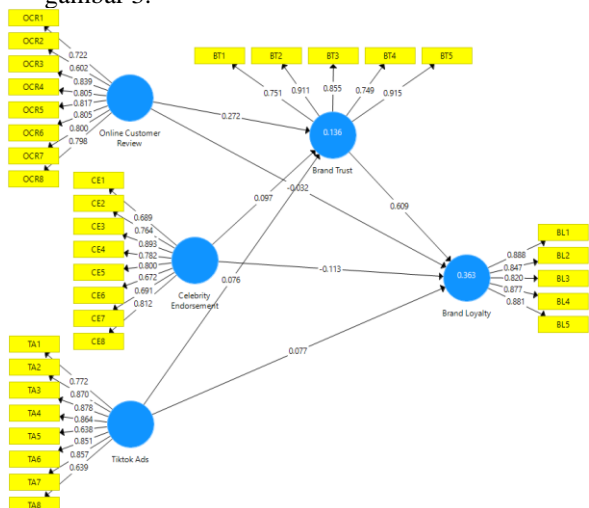 gambar 3.
OCR1
OCR2
OCR3
OCR4
OCR5
OCR6
OCR7
OCR8
0.722
0.602
0.839
0.805
0.817
0.805
0.800
0.798
Online Customer
Review
BT1
BT2
BT3
BT4
BT5
0.751
0.911
0.855
0.749
0.915
0.136
Brand Trust
0.272
0.097
-0.032
0.076
0.609
CE1
CE2
CE3
CE4
CE5
CE6
CE7
CE8
0.689
0.764
0.893
0.782
0.800
0.672
0.691
0.812
Celebrity
Endorsement
-0.113
0.363
Brand Loyalty
BL1
BL2
BL3
BL4
BL5
0.888
0.847
0.820
0.877
0.881
0.077
TA1
TA2
TA3
TA4
TA5
TA6
TA7
TA8
0.772
0.870
0.878
0.864
0.638
0.851
0.857
0.639
Tiktok Ads